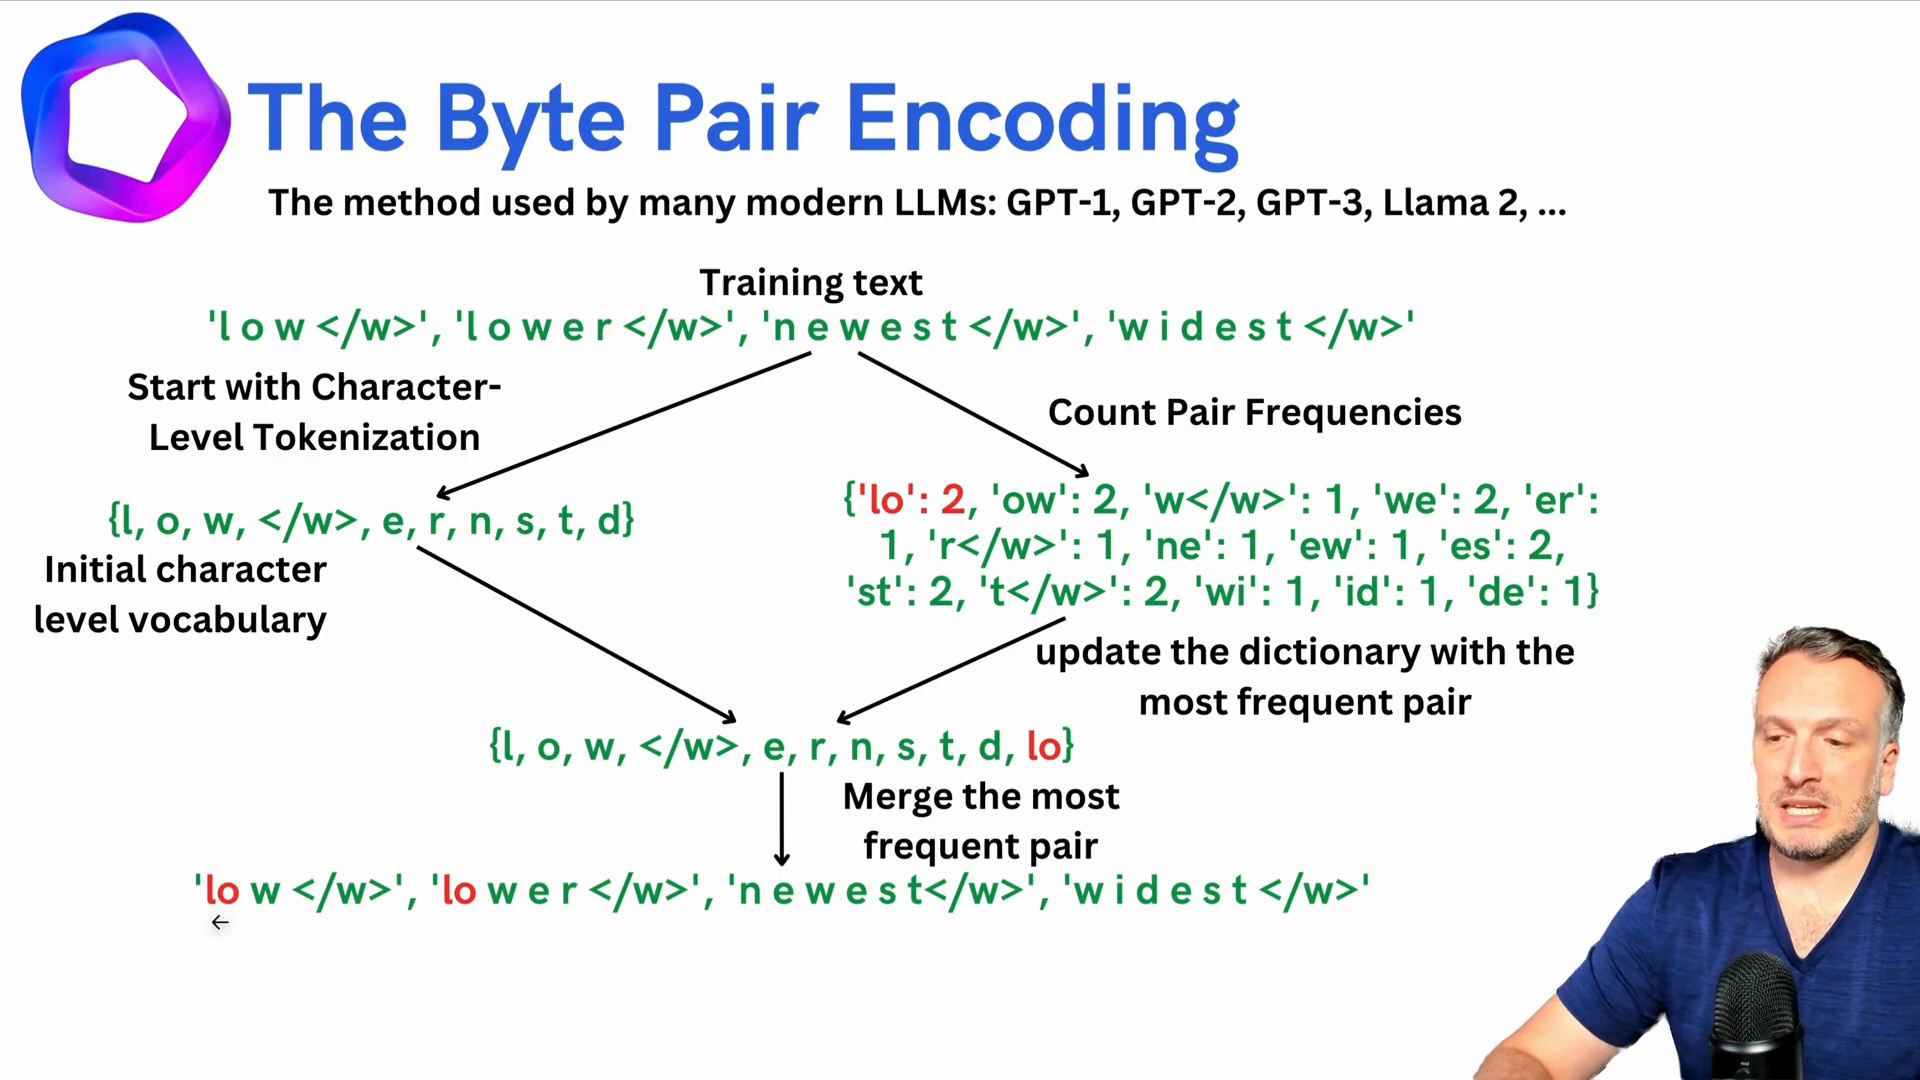 The Byte Pair Encoding
The method used by many modern LLMs: GPT-1, GPT-2, GPT-3, Llama 2, ...
Training text
'l o w </w>', 'l o w e r </w>', 'n e w e s t </w>', 'w i d e s t </w>'
Start with Character-
Level Tokenization
Count Pair Frequencies
{l, o, w, </w>, e, r, n, s, t, d}
Initial character
level vocabulary
{'lo': 2, 'ow': 2, 'w</w>': 1, 'we': 2, 'er':
1, 'r</w>': 1, 'ne': 1, 'ew': 1, 'es': 2,
'st': 2, 't</w>': 2, 'wi': 1, 'id': 1, 'de': 1}
update the dictionary with the
most frequent pair
{l, o, w, </w>, e, r, n, s, t, d, lo}
Merge the most
frequent pair
'lo w </w>', 'lo w e r </w>', 'n e w e s t</w>', 'w i d e s t </w>'